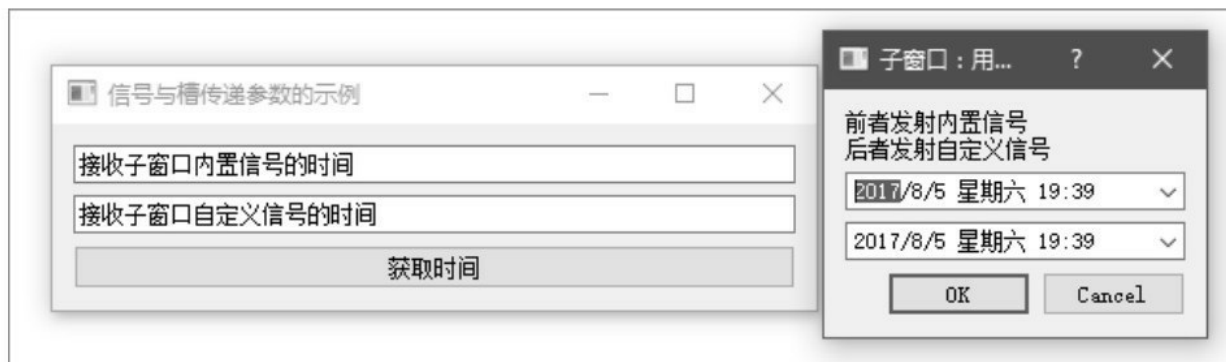 信号与槽传递参数的示例
接收子窗口内置信号的时间
接收子窗口自定义信号的时间
获取时间
子窗口：用... ?
前者发射内置信号
后者发射自定义信号
2017/8/5 星期六 19:39
2017/8/5 星期六 19:39
OK Cancel